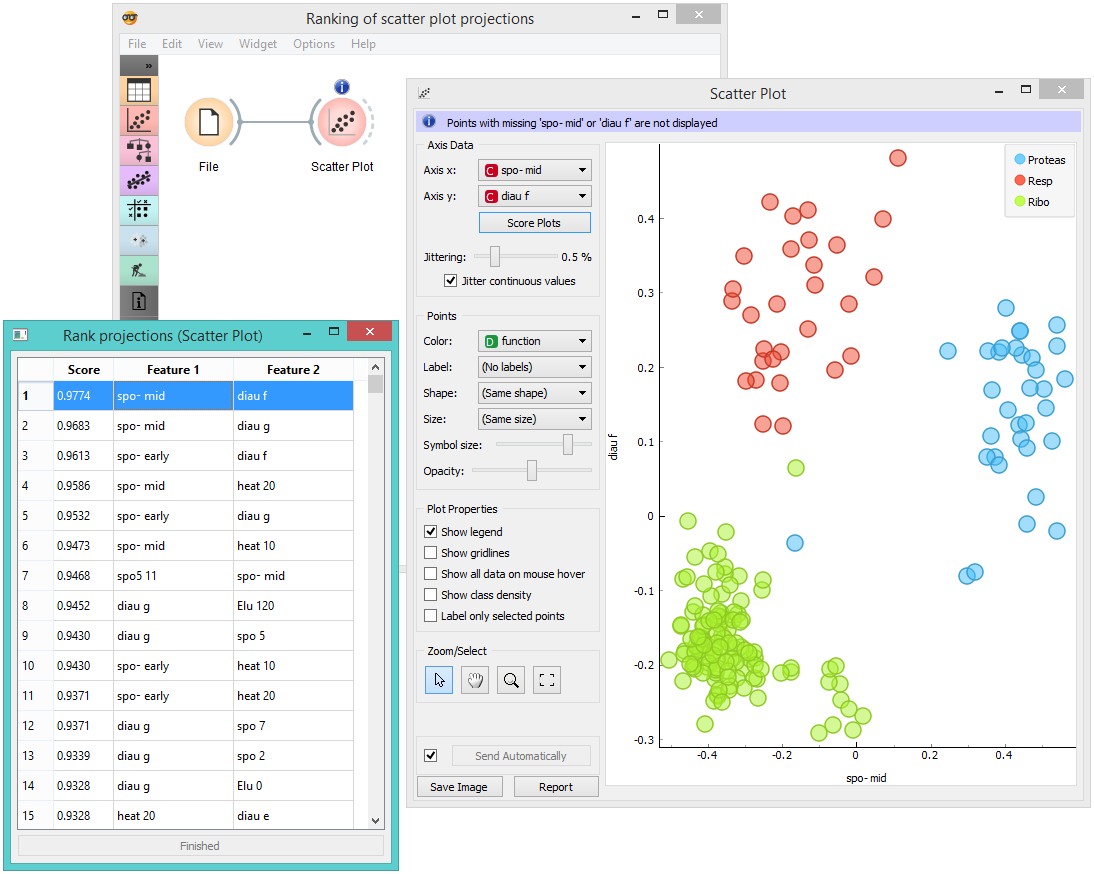 Ranking of scatter plot projections
File Edit View Widget Options Help
»
File
Scatter Plot
Scatter Plot
Points with missing 'spo- mid' or 'diau f' are not displayed
Axis Data
Axis x: C spo- mid
Axis y: C diau f
Score Plots
Jittering: 0.5 %
Jitter continuous values
Points
Color: D function
Label: (No labels)
Shape: (Same shape)
Size: (Same size)
Symbol size:
Opacity:
Plot Properties
Show legend
Show gridlines
Show all data on mouse hover
Show class density
Label only selected points
Zoom/Select
Send Automatically
Save Image Report
Proteas
Resp
Ribo
diau f
0.4
0.3
0.2
0.1
0
-0.1
-0.2
-0.3
-0.4 -0.2 0 0.2 0.4
spo- mid
Rank projections (Scatter Plot)
Score Feature 1 Feature 2
1 0.9774 spo- mid diau f
2 0.9683 spo- mid diau g
3 0.9613 spo- early diau f
4 0.9586 spo- mid heat 20
5 0.9532 spo- early diau g
6 0.9473 spo- mid heat 10
7 0.9468 spo5 11 spo- mid
8 0.9452 diau g Elu 120
9 0.9430 diau g spo 5
10 0.9430 spo- early heat 10
11 0.9371 spo- early heat 20
12 0.9371 diau g spo 7
13 0.9339 diau g spo 2
14 0.9328 diau g Elu 0
15 0.9328 heat 20 diau e
Finished